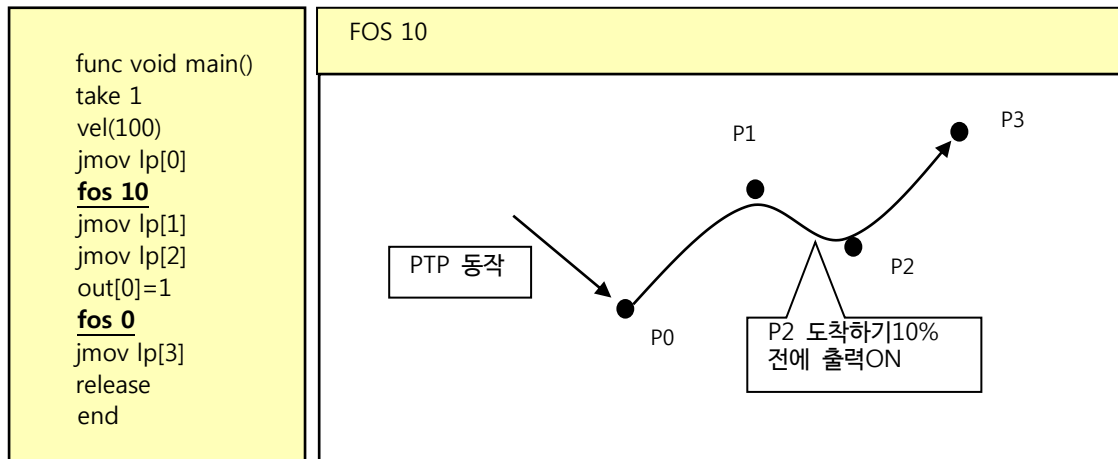 func void main()
take 1
vel(100)
jmov lp[0]
fos 10
jmov lp[1]
jmov lp[2]
out[0]=1
fos 0
jmov lp[3]
release
end
FOS 10
P3
P1
PTP 동작
P2
P0
P2 도착하기10%
전에 출력ON